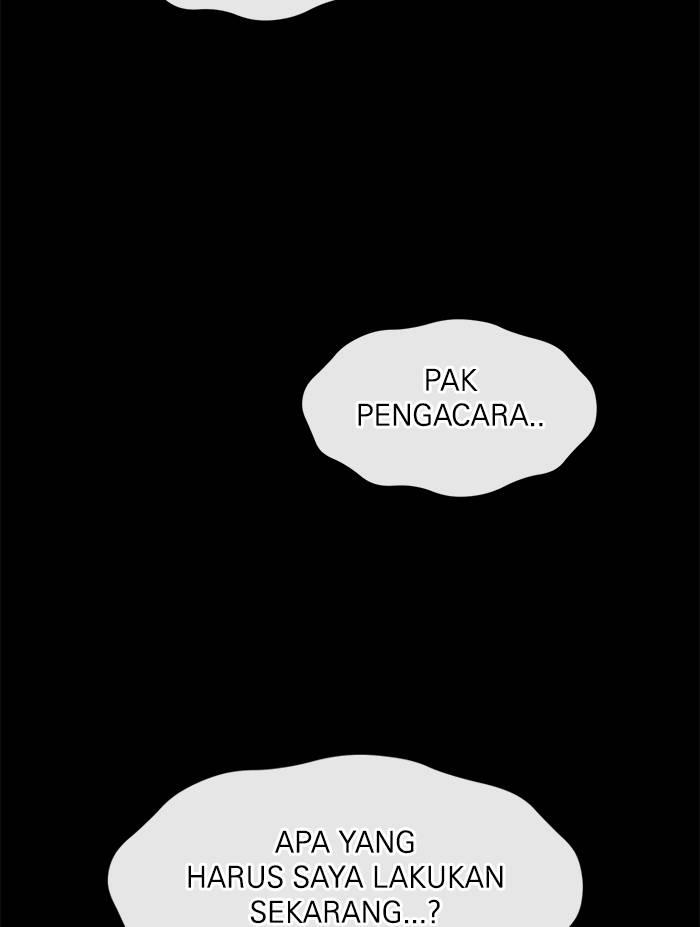 PAK
PENGACARA..
APA YANG
HARUS SAYA LAKUKAN
SEKARANG...?